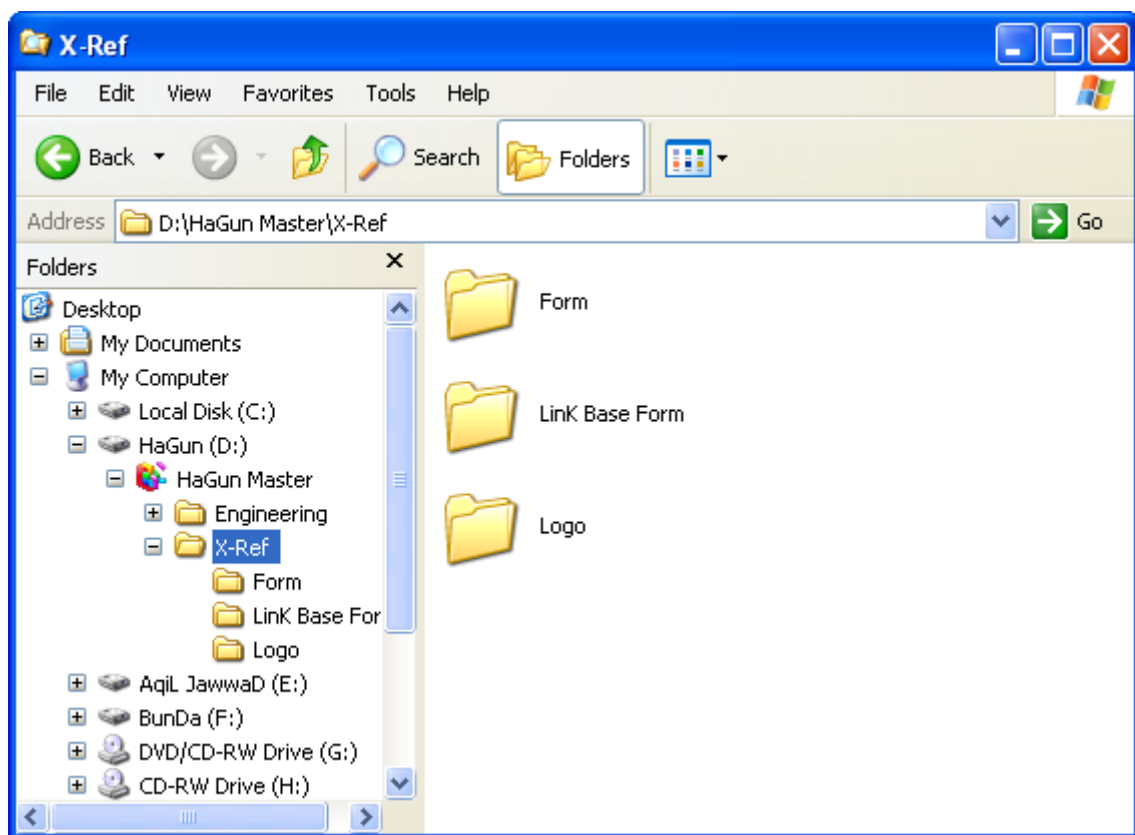 X-Ref
File Edit View Favorites Tools Help
Back Search Folders
Address D:\HaGun Master\X-Ref Go
Folders
Desktop
My Documents
My Computer
Local Disk (C:)
HaGun (D:)
HaGun Master
Engineering
X-Ref
Form
LinK Base For
Logo
AqiL JawwaD (E:)
BunDa (F:)
DVD/CD-RW Drive (G:)
CD-RW Drive (H:)
Form
LinK Base Form
Logo